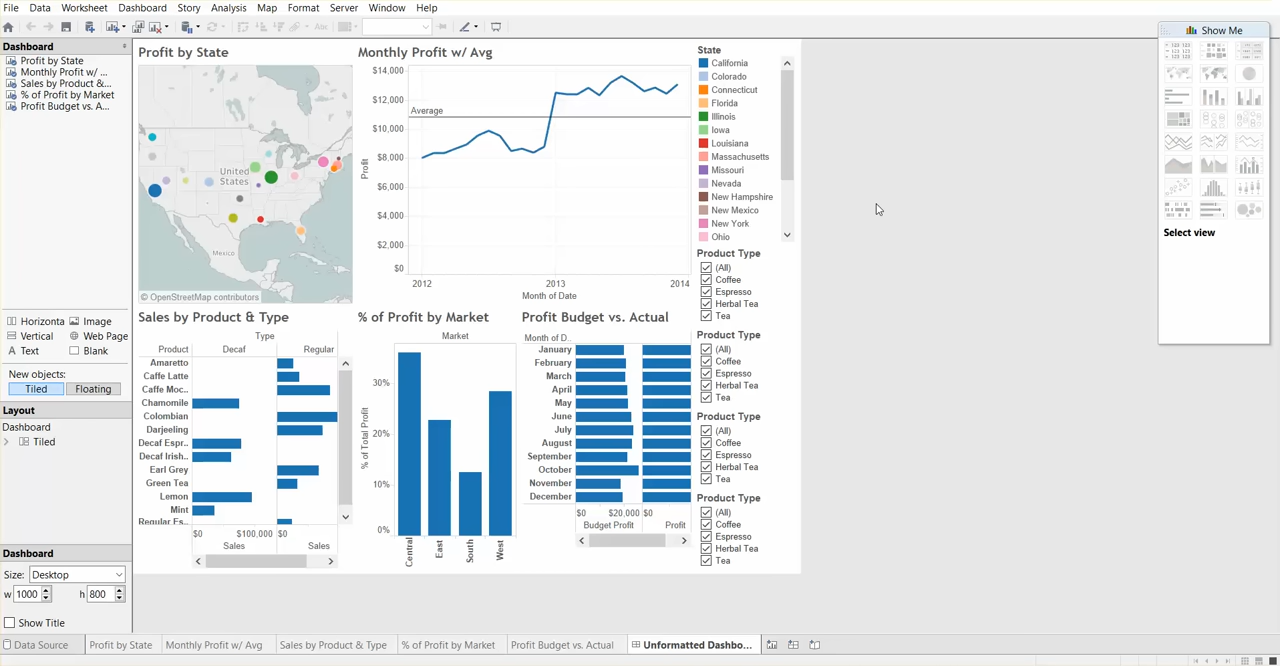 File Data Worksheet Dashboard Story Analysis Map Format Server Window Help
Abc
Show Me
Dashboard
Profit by State
Monthly Profit w/ ...
Sales by Product &...
% of Profit by Market
Profit Budget vs. A...
Horizonta Image
Vertical Web Page
Text Blank
New objects:
Tiled Floating
Layout
Dashboard
Tiled
Dashboard
Size: Desktop
w 1000 h 800
Show Title
Profit by State
United
States
Mexico
© OpenStreetMap contributors
Monthly Profit w/ Avg
$14,000
$12,000
Average
$10,000
$8,000
$6,000
$4,000
$2,000
$0
Profit
2012 2013 2014
Month of Date
State
California
Colorado
Connecticut
Florida
Illinois
Iowa
Louisiana
Massachusetts
Missouri
Nevada
New Hampshire
New Mexico
New York
Ohio
Product Type
(All)
Coffee
Espresso
Herbal Tea
Tea
Product Type
(All)
Coffee
Espresso
Herbal Tea
Tea
Product Type
(All)
Coffee
Espresso
Herbal Tea
Tea
Product Type
(All)
Coffee
Espresso
Herbal Tea
Tea
Sales by Product & Type
Type
Product Decaf Regular
Amaretto
Caffe Latte
Caffe Moc..
Chamomile
Colombian
Darjeeling
Decaf Espr..
Decaf Irish..
Earl Grey
Green Tea
Lemon
Mint
Regular Es..
$0 $100,000 $0
Sales Sales
% of Profit by Market
Market
30%
20%
10%
0%
% of Total Profit
Central
East
South
West
Profit Budget vs. Actual
Month of D..
January
February
March
April
May
June
July
August
September
October
November
December
$0 $20,000 $0
Budget Profit Profit
Select view
Data Source Profit by State Monthly Profit w/ Avg Sales by Product & Type % of Profit by Market Profit Budget vs. Actual Unformatted Dashbo...